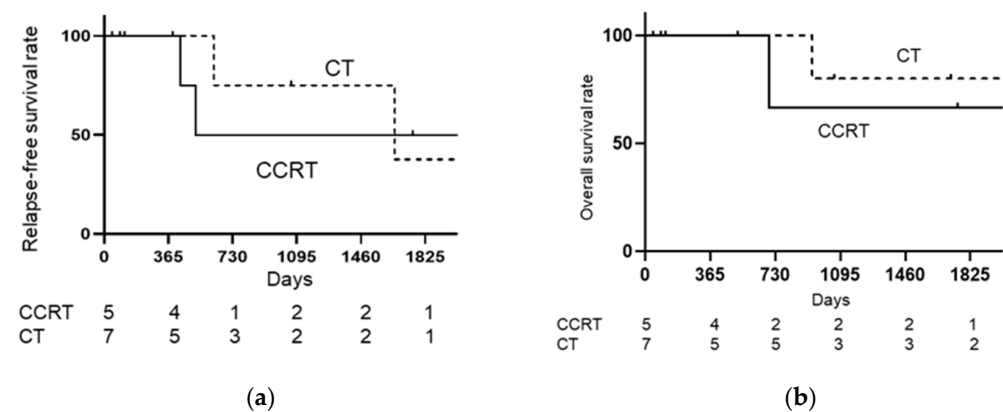 Relapse-free survival rate
100
50
0
CT
CCRT
0 365 730 1095 1460 1825
Days
CCRT 5 4 1 2 2 1
CT 7 5 3 2 2 1
(a)
Overall survival rate
100
50
0
CT
CCRT
0 365 730 1095 1460 1825
Days
CCRT 5 4 2 2 2 1
CT 7 5 5 3 3 2
(b)